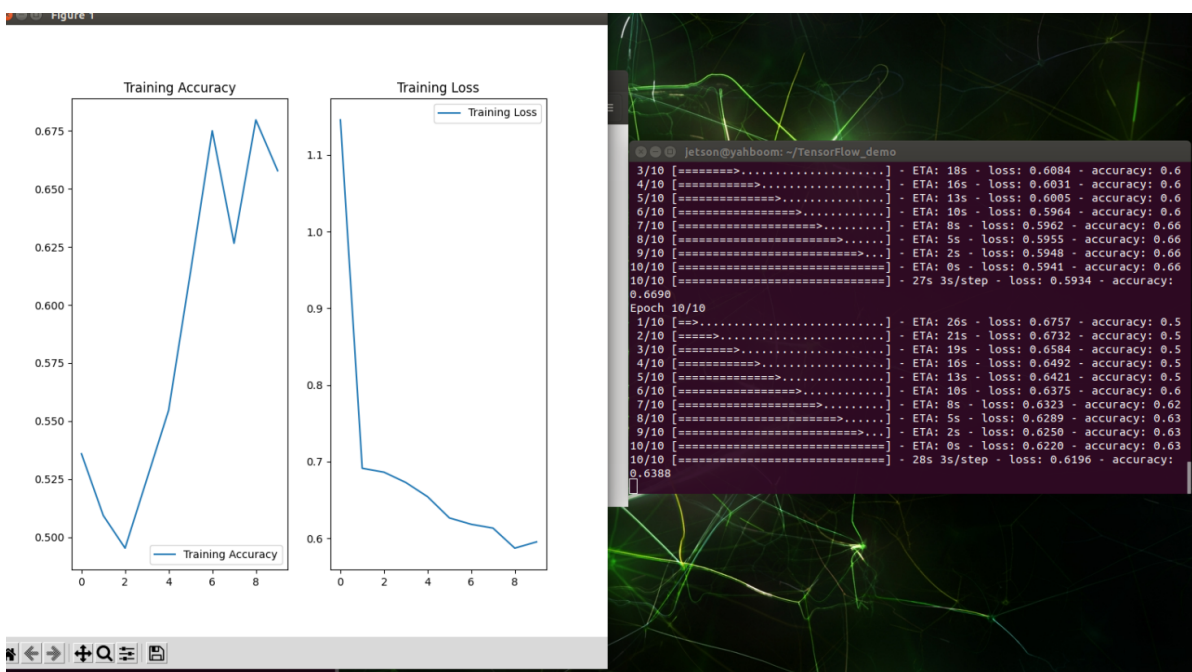 Figure 1
Training Accuracy
0.675
0.650
0.625
0.600
0.575
0.550
0.525
0.500
Training Accuracy
0 2 4 6 8
Training Loss
Training Loss
1.1
1.0
0.9
0.8
0.7
0.6
0 2 4 6 8
jetson@yahboom: ~/TensorFlow_demo
3/10 [========>.....................] - ETA: 18s - loss: 0.6084 - accuracy: 0.6
4/10 [===========>..................] - ETA: 16s - loss: 0.6031 - accuracy: 0.6
5/10 [==============>...............] - ETA: 13s - loss: 0.6005 - accuracy: 0.6
6/10 [=================>............] - ETA: 10s - loss: 0.5964 - accuracy: 0.6
7/10 [====================>.........] - ETA: 8s - loss: 0.5962 - accuracy: 0.66
8/10 [=======================>......] - ETA: 5s - loss: 0.5955 - accuracy: 0.66
9/10 [==========================>...] - ETA: 2s - loss: 0.5948 - accuracy: 0.66
10/10 [==============================] - ETA: 0s - loss: 0.5941 - accuracy: 0.66
10/10 [==============================] - 27s 3s/step - loss: 0.5934 - accuracy:
0.6690
Epoch 10/10
1/10 [==>...........................] - ETA: 26s - loss: 0.6757 - accuracy: 0.5
2/10 [=====>........................] - ETA: 21s - loss: 0.6732 - accuracy: 0.5
3/10 [========>.....................] - ETA: 19s - loss: 0.6584 - accuracy: 0.5
4/10 [===========>..................] - ETA: 16s - loss: 0.6492 - accuracy: 0.5
5/10 [==============>...............] - ETA: 13s - loss: 0.6421 - accuracy: 0.5
6/10 [=================>............] - ETA: 10s - loss: 0.6375 - accuracy: 0.6
7/10 [====================>.........] - ETA: 8s - loss: 0.6323 - accuracy: 0.62
8/10 [=======================>......] - ETA: 5s - loss: 0.6289 - accuracy: 0.63
9/10 [==========================>...] - ETA: 2s - loss: 0.6250 - accuracy: 0.63
10/10 [==============================] - ETA: 0s - loss: 0.6220 - accuracy: 0.63
10/10 [==============================] - 28s 3s/step - loss: 0.6196 - accuracy:
0.6388